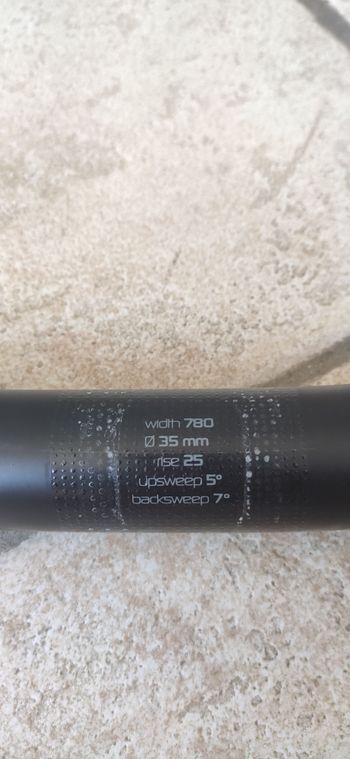 width 780
Ø 35 mm
rise 25
upsweep 5°
backsweep 7°